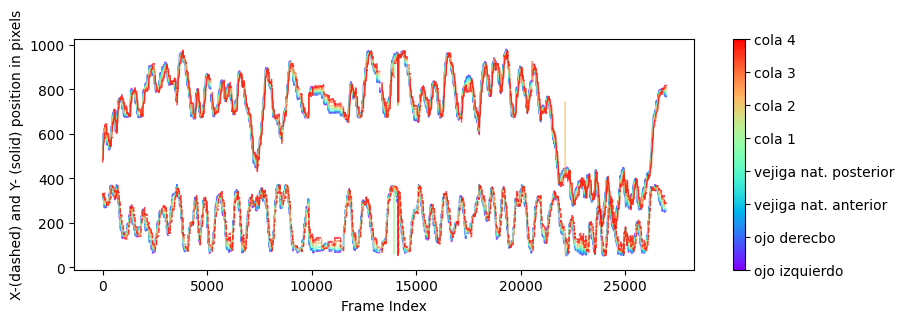 X-(dashed) and Y- (solid) position in pixels
1000
800
600
400
200
0
0 5000 10000 15000 20000 25000
Frame Index
cola 4
cola 3
cola 2
cola 1
vejiga nat. posterior
vejiga nat. anterior
ojo derecbo
ojo izquierdo